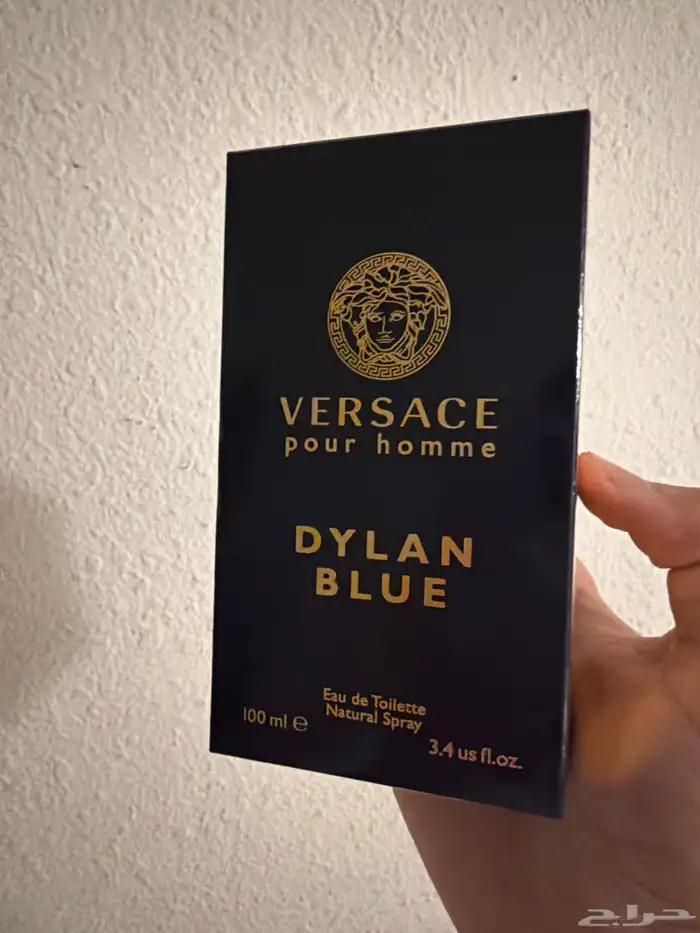 VERSACE
pour homme
DYLAN
BLUE
Eau de Toilette
Natural Spray
100 ml ℮
3.4 us fl.oz.
حراج